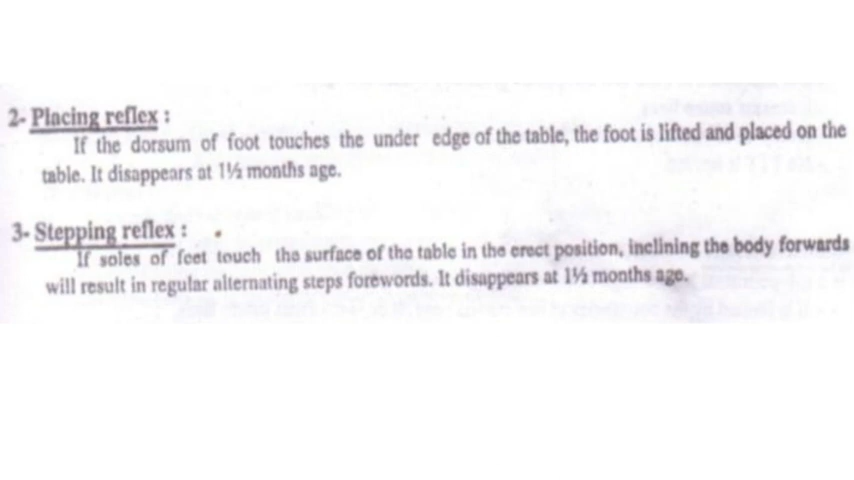 2- Placing reflex :
If the dorsum of foot touches the under edge of the table, the foot is lifted and placed on the
table. It disappears at 1½ months age.
3- Stepping reflex :
If soles of feet touch the surface of the table in the erect position, inclining the body forwards
will result in regular alternating steps forewords. It disappears at 1½ months age.